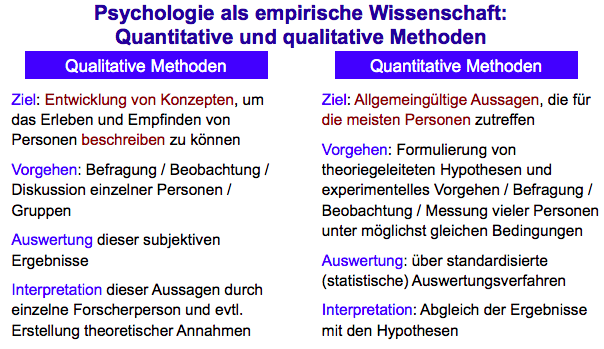 Psychologie als empirische Wissenschaft:
Quantitative und qualitative Methoden
Qualitative Methoden
Ziel: Entwicklung von Konzepten, um
das Erleben und Empfinden von
Personen beschreiben zu können
Vorgehen: Befragung / Beobachtung /
Diskussion einzelner Personen /
Gruppen
Auswertung dieser subjektiven
Ergebnisse
Interpretation dieser Aussagen durch
einzelne Forscherperson und evtl.
Erstellung theoretischer Annahmen
Quantitative Methoden
Ziel: Allgemeingültige Aussagen, die für
die meisten Personen zutreffen
Vorgehen: Formulierung von
theoriegeleiteten Hypothesen und
experimentelles Vorgehen / Befragung /
Beobachtung / Messung vieler Personen
unter möglichst gleichen Bedingungen
Auswertung: über standardisierte
(statistische) Auswertungsverfahren
Interpretation: Abgleich der Ergebnisse
mit den Hypothesen